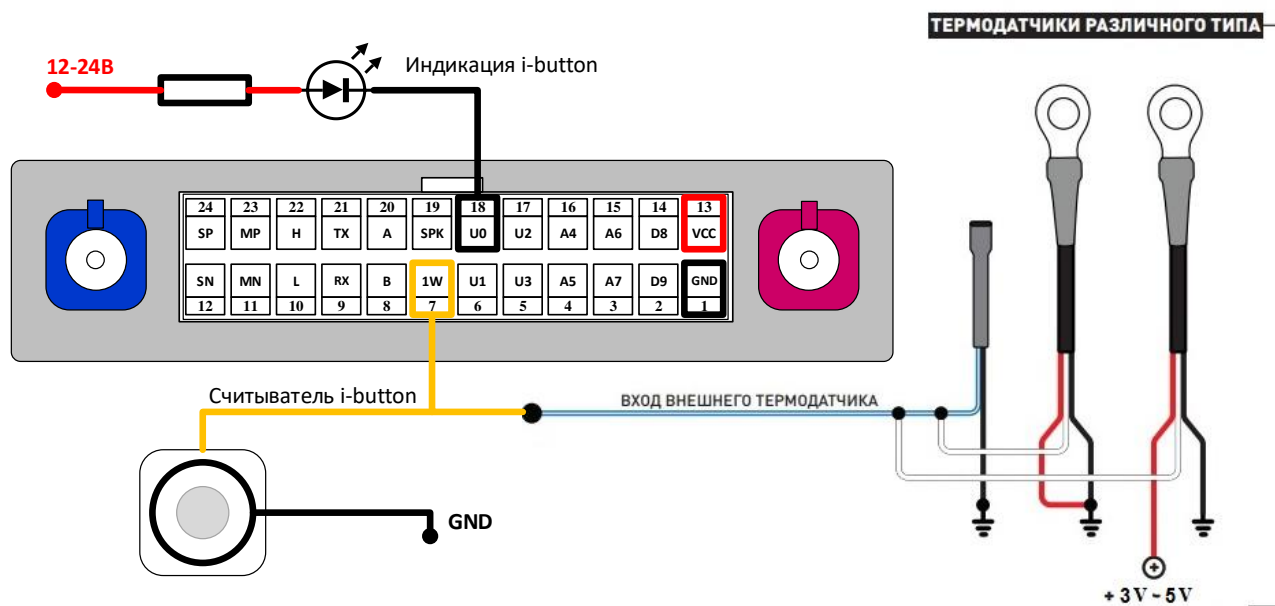 ТЕРМОДАТЧИКИ РАЗЛИЧНОГО ТИПА
12-24В
Индикация i-button
24 23 22 21 20 19 18 17 16 15 14 13
SP MP H TX A SPK U0 U2 A4 A6 D8 VCC
SN MN L RX B 1W U1 U3 A5 A7 D9 GND
12 11 10 9 8 7 6 5 4 3 2 1
Считыватель i-button
ВХОД ВНЕШНЕГО ТЕРМОДАТЧИКА
GND
+ 3V - 5V